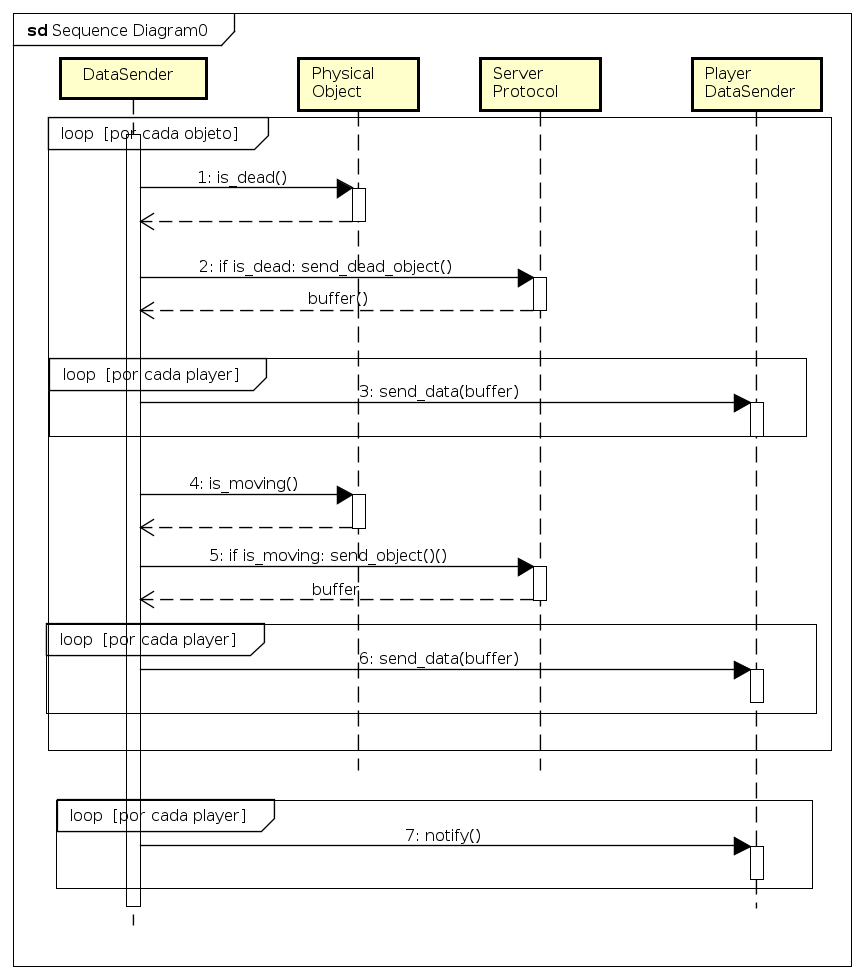 sd Sequence Diagram0
DataSender
Physical
Object
Server
Protocol
Player
DataSender
loop [por cada objeto]
1: is_dead()
2: if is_dead: send_dead_object()
buffer()
loop [por cada player]
3: send_data(buffer)
4: is_moving()
5: if is_moving: send_object()()
buffer
loop [por cada player]
6: send_data(buffer)
loop [por cada player]
7: notify()